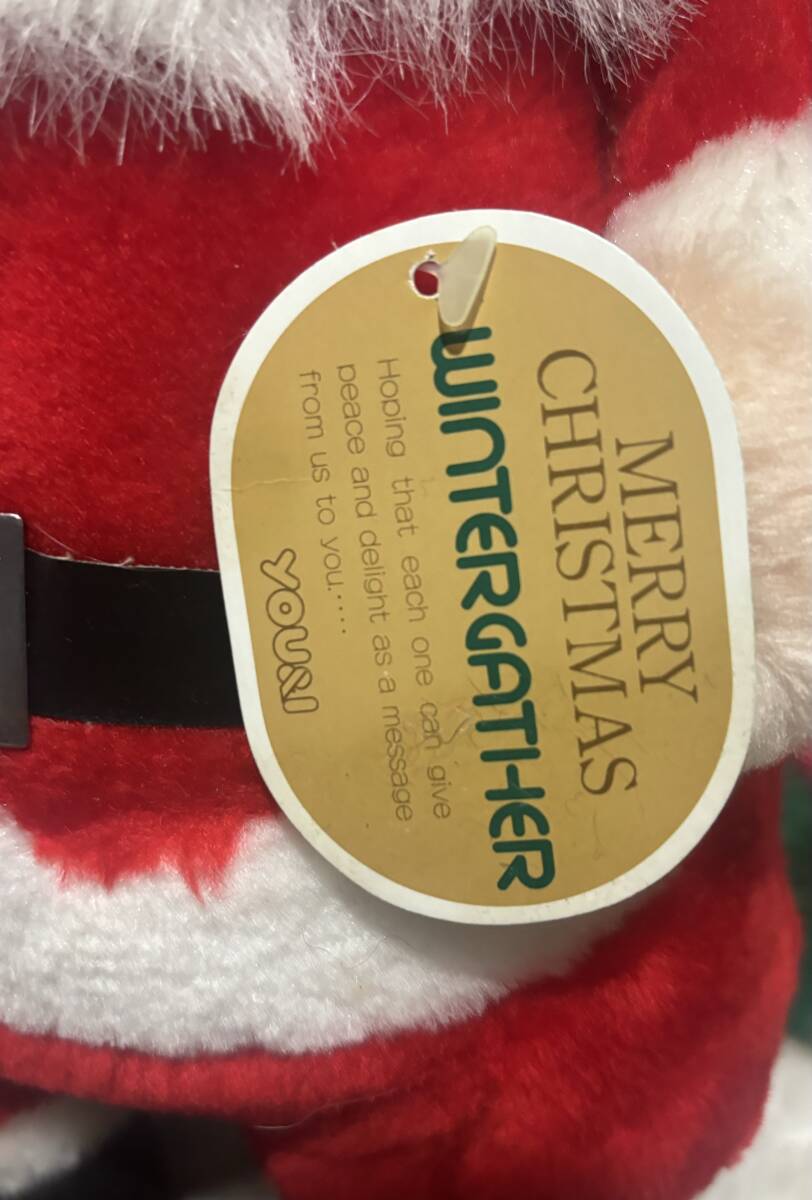 MERRY
CHRISTMAS
WINTERGATHER
Hoping that each one can give
peace and delight as a message
from us to you.....
YOU&I